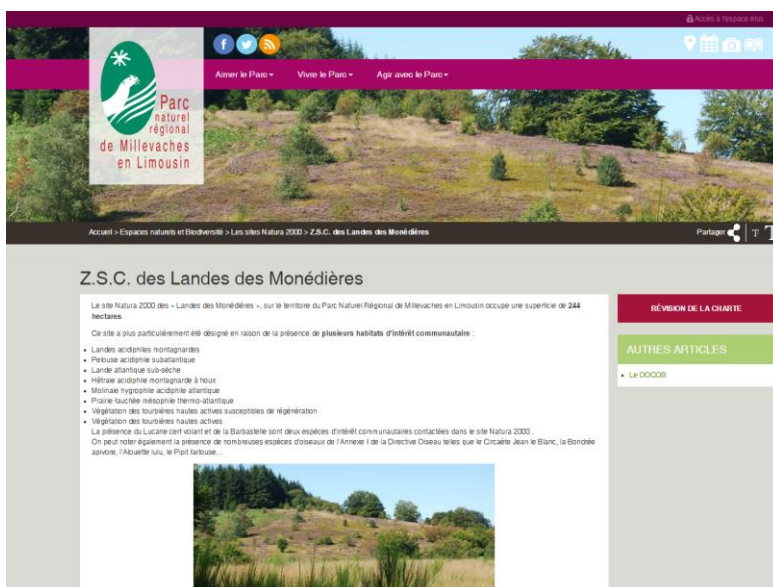 Accès à l'espace élus
Aimer le Parc
Vivre le Parc
Agir avec le Parc
Parc
naturel
régional
de Millevaches
en Limousin
Accueil > Espaces naturels et Biodiversité > Les sites Natura 2000 > Z.S.C. des Landes des Monédières
Partager
T T
Z.S.C. des Landes des Monédières
Le site Natura 2000 des « Landes des Monédières », sur le territoire du Parc Naturel Régional de Millevaches en Limousin occupe une superficie de 244
hectares.
Ce site a plus particulièrement été désigné en raison de la présence de plusieurs habitats d'intérêt communautaire :
• Landes acidiphiles montagnardes
• Pelouse acidiphile subatlantique
• Lande atlantique sub-sèche
• Hêtraie acidiphile montagnarde à houx
• Molinaie hygrophile acidiphile atlantique
• Prairie fauchée mésophile thermo-atlantique
• Végétation des tourbières hautes actives susceptibles de régénération
• Végétation des tourbières hautes actives
La présence du Lucane cerf volant et de la Barbastelle sont deux espèces d'intérêt communautaires contactées dans le site Natura 2000 .
On peut noter également la présence de nombreuses espèces d'oiseaux de l'Annexe I de la Directive Oiseau telles que le Circaète Jean le Blanc, la Bondrée
apivore, l'Alouette lulu, le Pipit farlouse...
RÉVISION DE LA CHARTE
AUTRES ARTICLES
• Le DOCOB